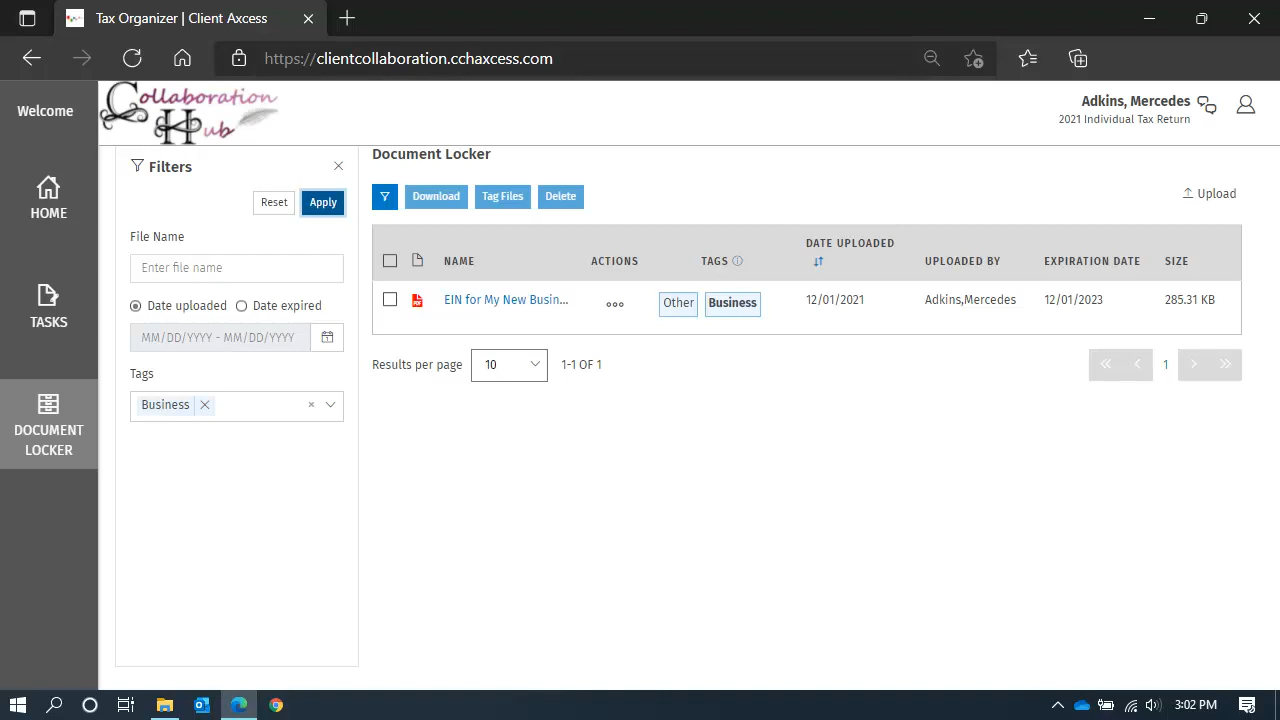 Tax Organizer | Client Axcess
https://clientcollaboration.cchaxcess.com
Welcome
Collaboration
Hub
Adkins, Mercedes
2021 Individual Tax Return
HOME
TASKS
DOCUMENT
LOCKER
Filters
Reset
Apply
File Name
Enter file name
Date uploaded
Date expired
MM/DD/YYYY - MM/DD/YYYY
Tags
Business
Document Locker
Download
Tag Files
Delete
Upload
NAME
ACTIONS
TAGS
DATE UPLOADED
UPLOADED BY
EXPIRATION DATE
SIZE
PDF
EIN for My New Busin...
Other
Business
12/01/2021
Adkins,Mercedes
12/01/2023
285.31 KB
Results per page
10
1-1 OF 1
1
3:02 PM